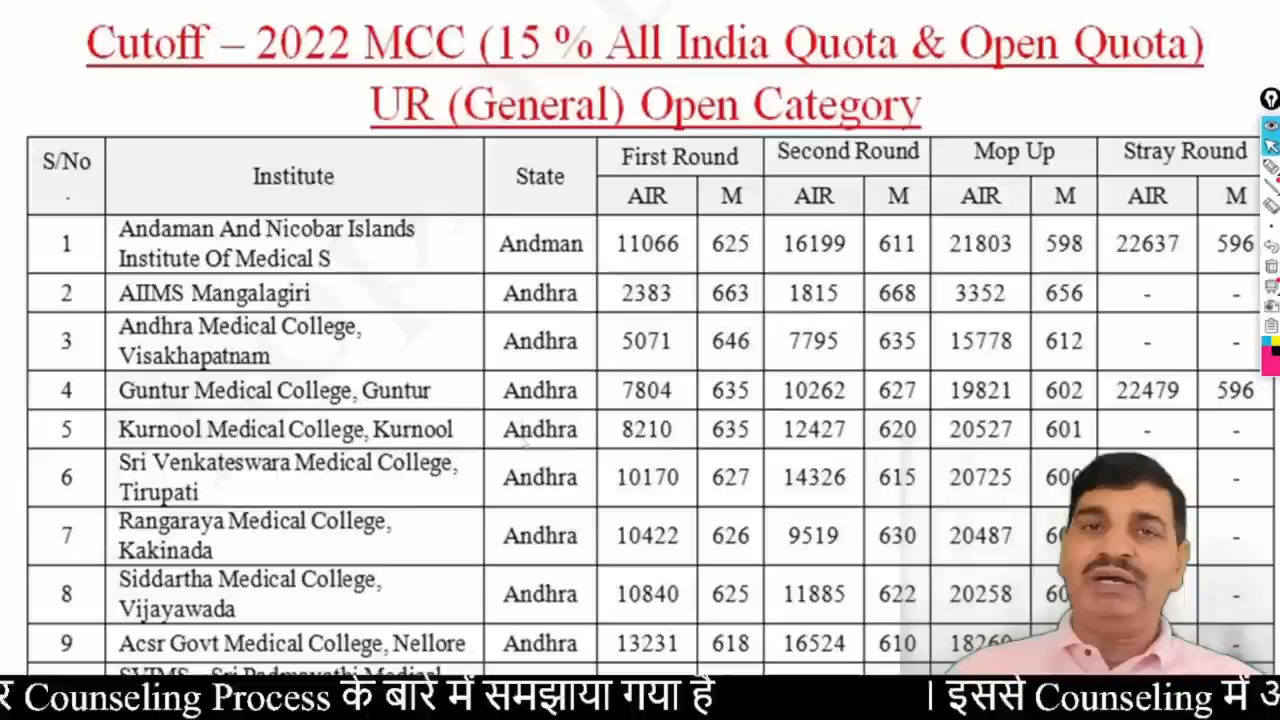 Cutoff – 2022 MCC (15 % All India Quota & Open Quota)
UR (General) Open Category
S/No. Institute State First Round Second Round Mop Up Stray Round
AIR M AIR M AIR M AIR M
1 Andaman And Nicobar Islands Institute Of Medical S Andman 11066 625 16199 611 21803 598 22637 596
2 AIIMS Mangalagiri Andhra 2383 663 1815 668 3352 656 - -
3 Andhra Medical College, Visakhapatnam Andhra 5071 646 7795 635 15778 612 - -
4 Guntur Medical College, Guntur Andhra 7804 635 10262 627 19821 602 22479 596
5 Kurnool Medical College, Kurnool Andhra 8210 635 12427 620 20527 601 - -
6 Sri Venkateswara Medical College, Tirupati Andhra 10170 627 14326 615 20725 -
7 Rangaraya Medical College, Kakinada Andhra 10422 626 9519 630 20487 -
8 Siddartha Medical College, Vijayawada Andhra 10840 625 11885 622 20258 -
9 Acsr Govt Medical College, Nellore Andhra 13231 618 16524 610 -
Counseling Process के बारे में समझाया गया है । इससे Counseling में